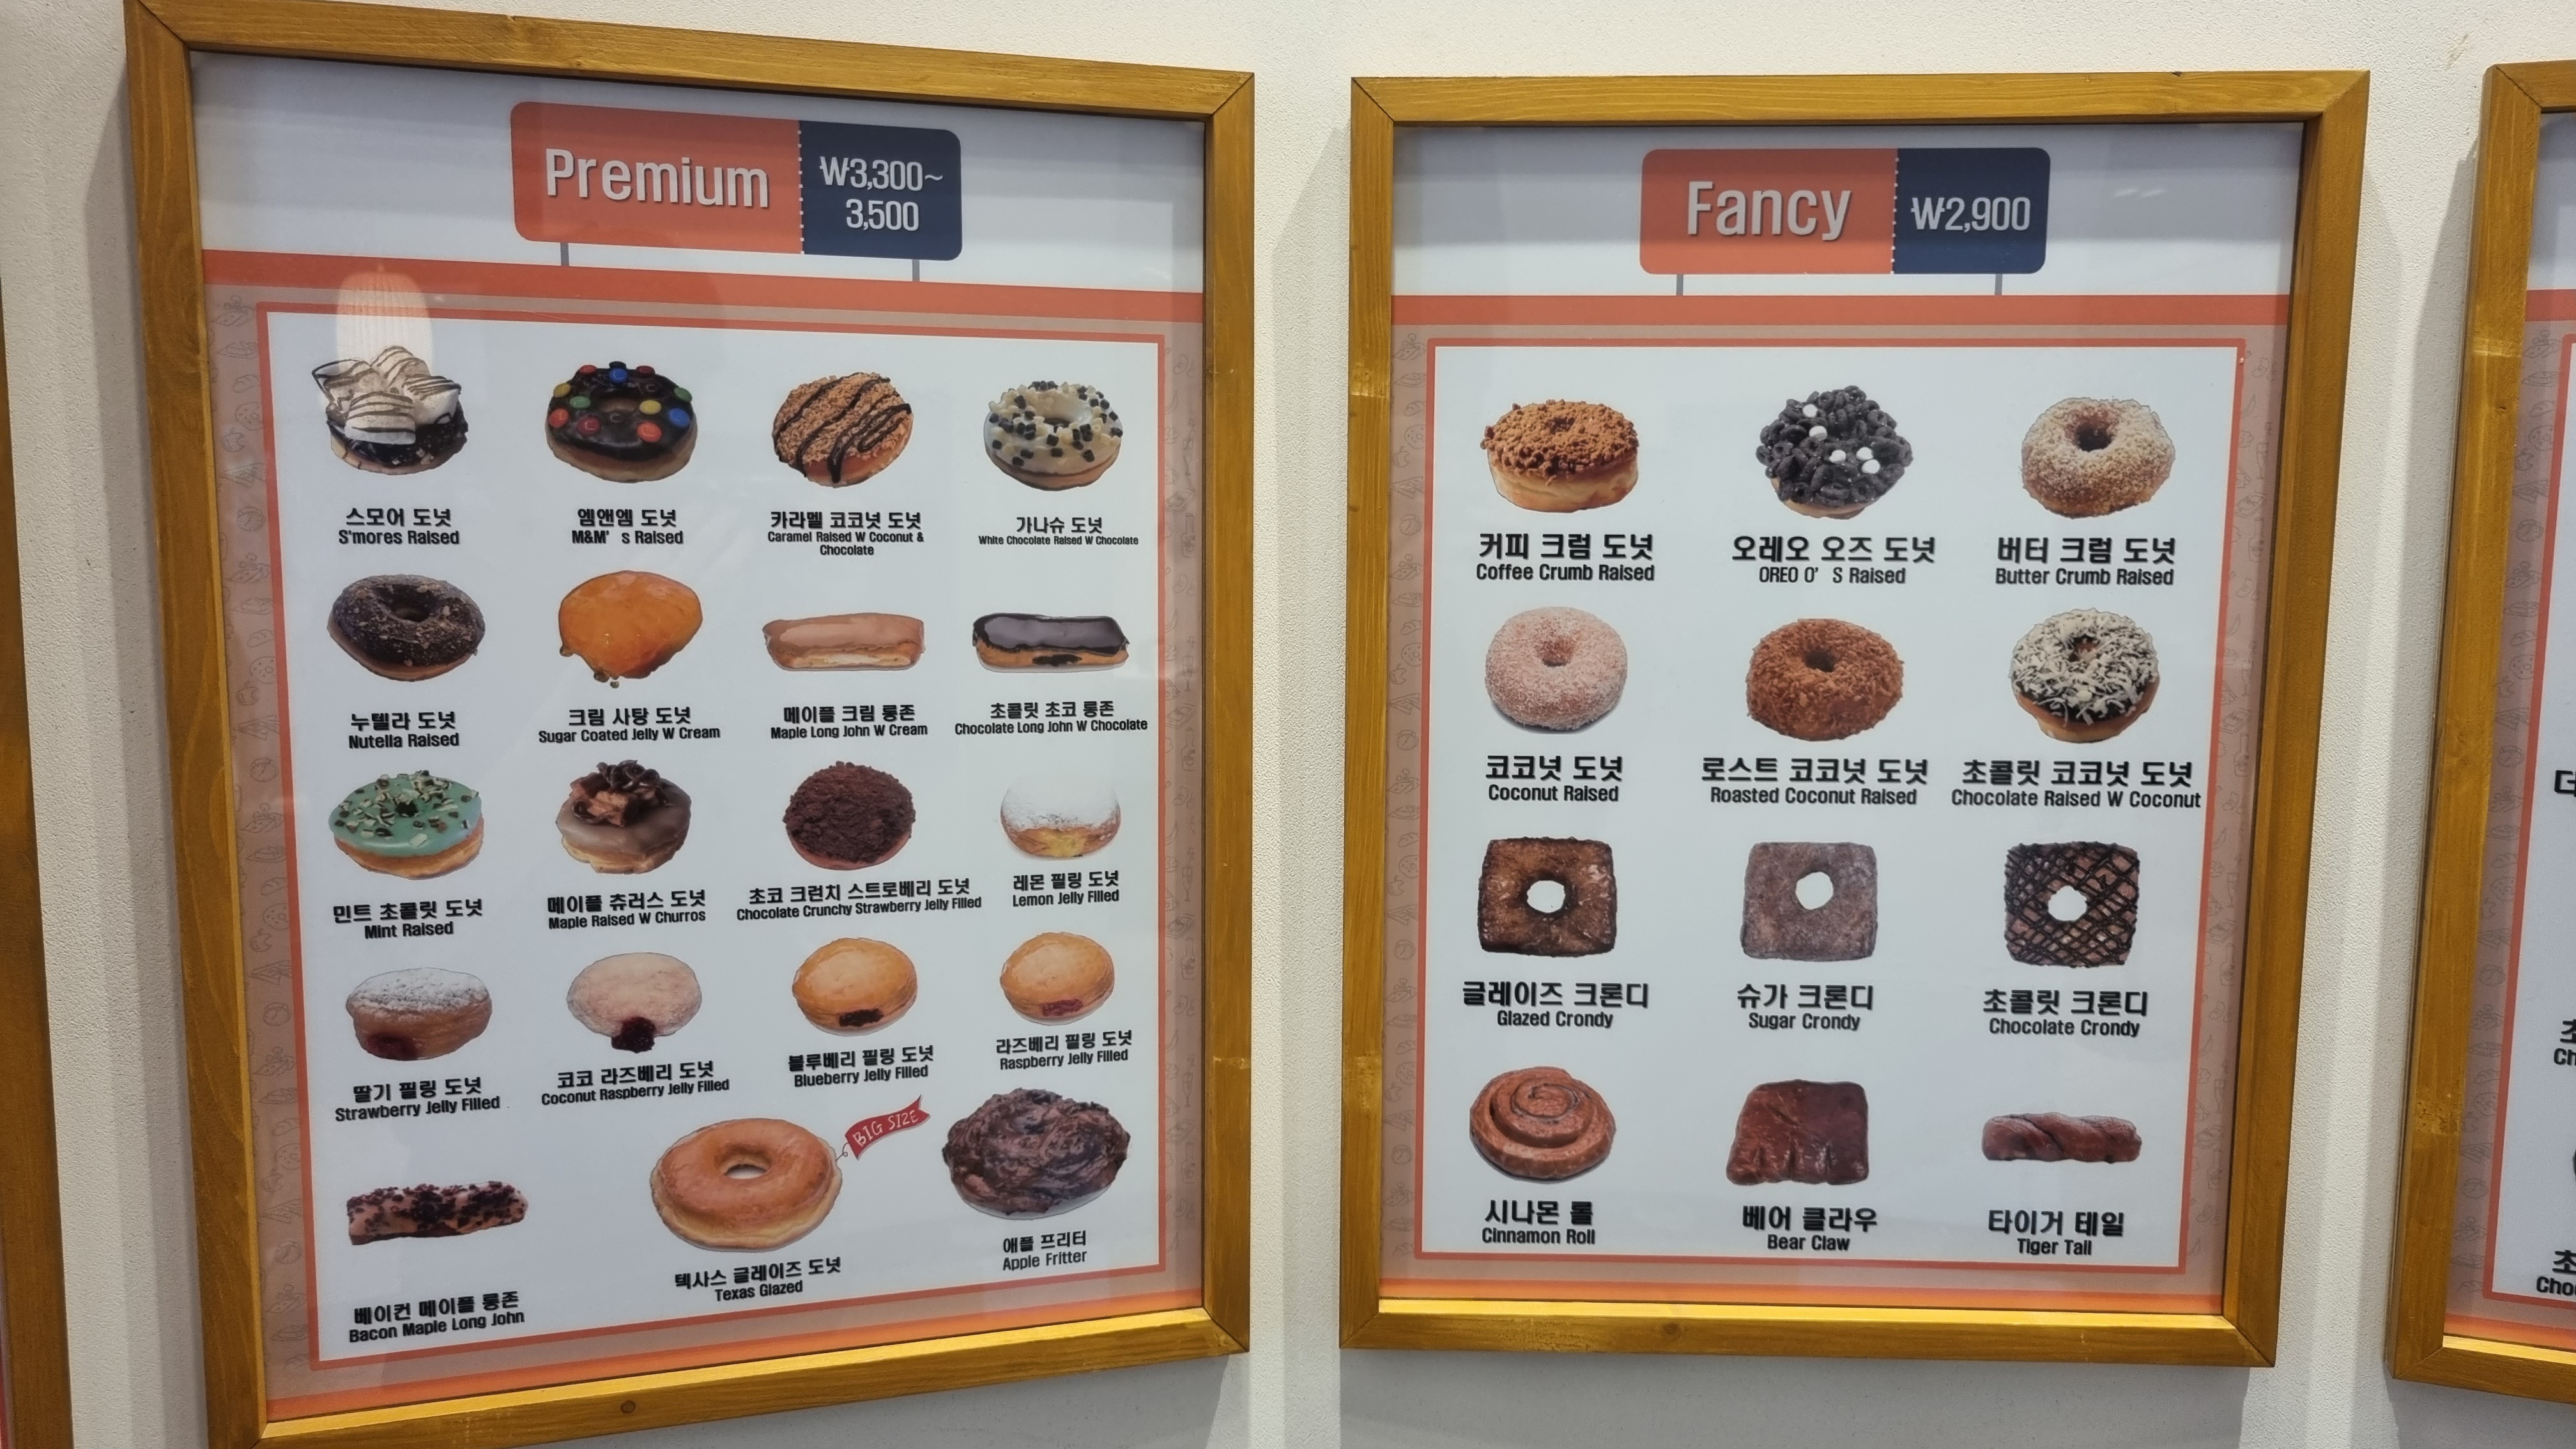 Premium
₩3,300~
3,500
스모어 도넛
S'mores Raised
엠앤엠 도넛
M&M’s Raised
카라멜 코코넛 도넛
Caramel Raised W Coconut &
Chocolate
가나슈 도넛
White Chocolate Raised W Chocolate
누텔라 도넛
Nutella Raised
크림 사탕 도넛
Sugar Coated Jelly W Cream
메이플 크림 롱존
Maple Long John W Cream
초콜릿 초코 롱존
Chocolate Long John W Chocolate
민트 초콜릿 도넛
Mint Raised
메이플 츄러스 도넛
Maple Raised W Churros
초코 크런치 스트로베리 도넛
Chocolate Crunchy Strawberry Jelly Filled
레몬 필링 도넛
Lemon Jelly Filled
딸기 필링 도넛
Strawberry Jelly Filled
코코 라즈베리 도넛
Coconut Raspberry Jelly Filled
블루베리 필링 도넛
Blueberry Jelly Filled
라즈베리 필링 도넛
Raspberry Jelly Filled
베이컨 메이플 롱존
Bacon Maple Long John
BIG SIZE
텍사스 글레이즈 도넛
Texas Glazed
애플 프리터
Apple Fritter
Fancy
₩2,900
커피 크럼 도넛
Coffee Crumb Raised
오레오 오즈 도넛
OREO O’S Raised
버터 크럼 도넛
Butter Crumb Raised
코코넛 도넛
Coconut Raised
로스트 코코넛 도넛
Roasted Coconut Raised
초콜릿 코코넛 도넛
Chocolate Raised W Coconut
글레이즈 크론디
Glazed Crondy
슈가 크론디
Sugar Crondy
초콜릿 크론디
Chocolate Crondy
시나몬 롤
Cinnamon Roll
베어 클라우
Bear Claw
타이거 테일
Tiger Tail